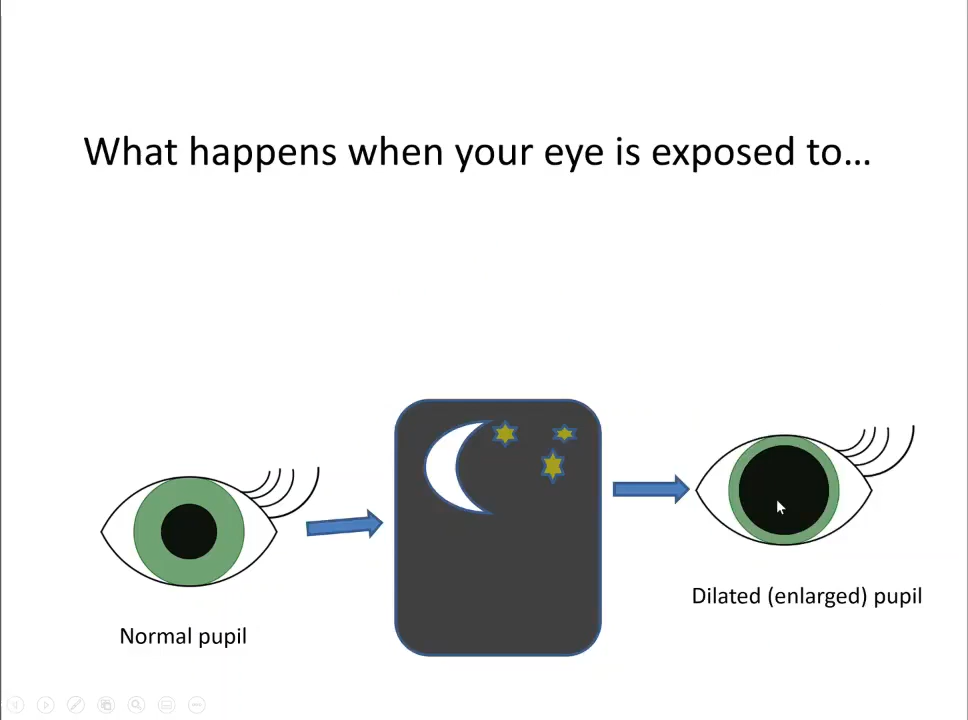 What happens when your eye is exposed to...
Dilated (enlarged) pupil
Normal pupil